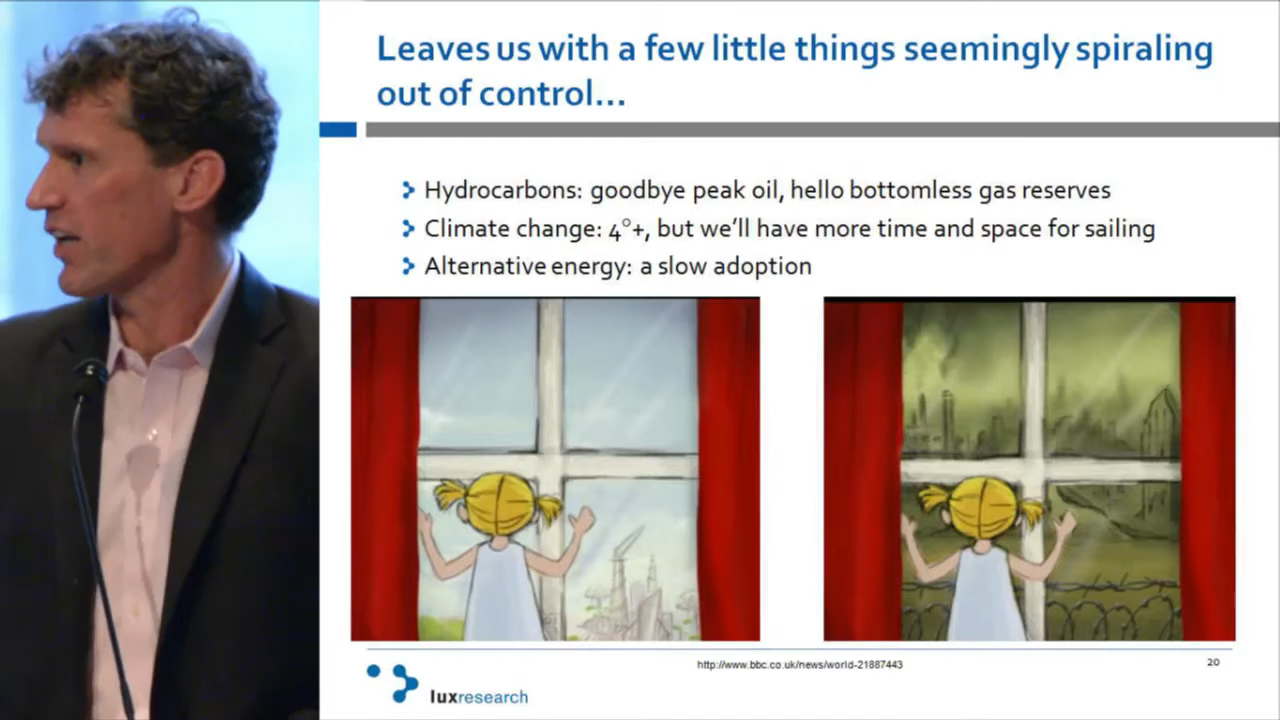 Leaves us with a few little things seemingly spiraling
out of control...
Hydrocarbons: goodbye peak oil, hello bottomless gas reserves
Climate change: 4°+, but we'll have more time and space for sailing
Alternative energy: a slow adoption
http://www.bbc.co.uk/news/world-21887443
20
luxresearch